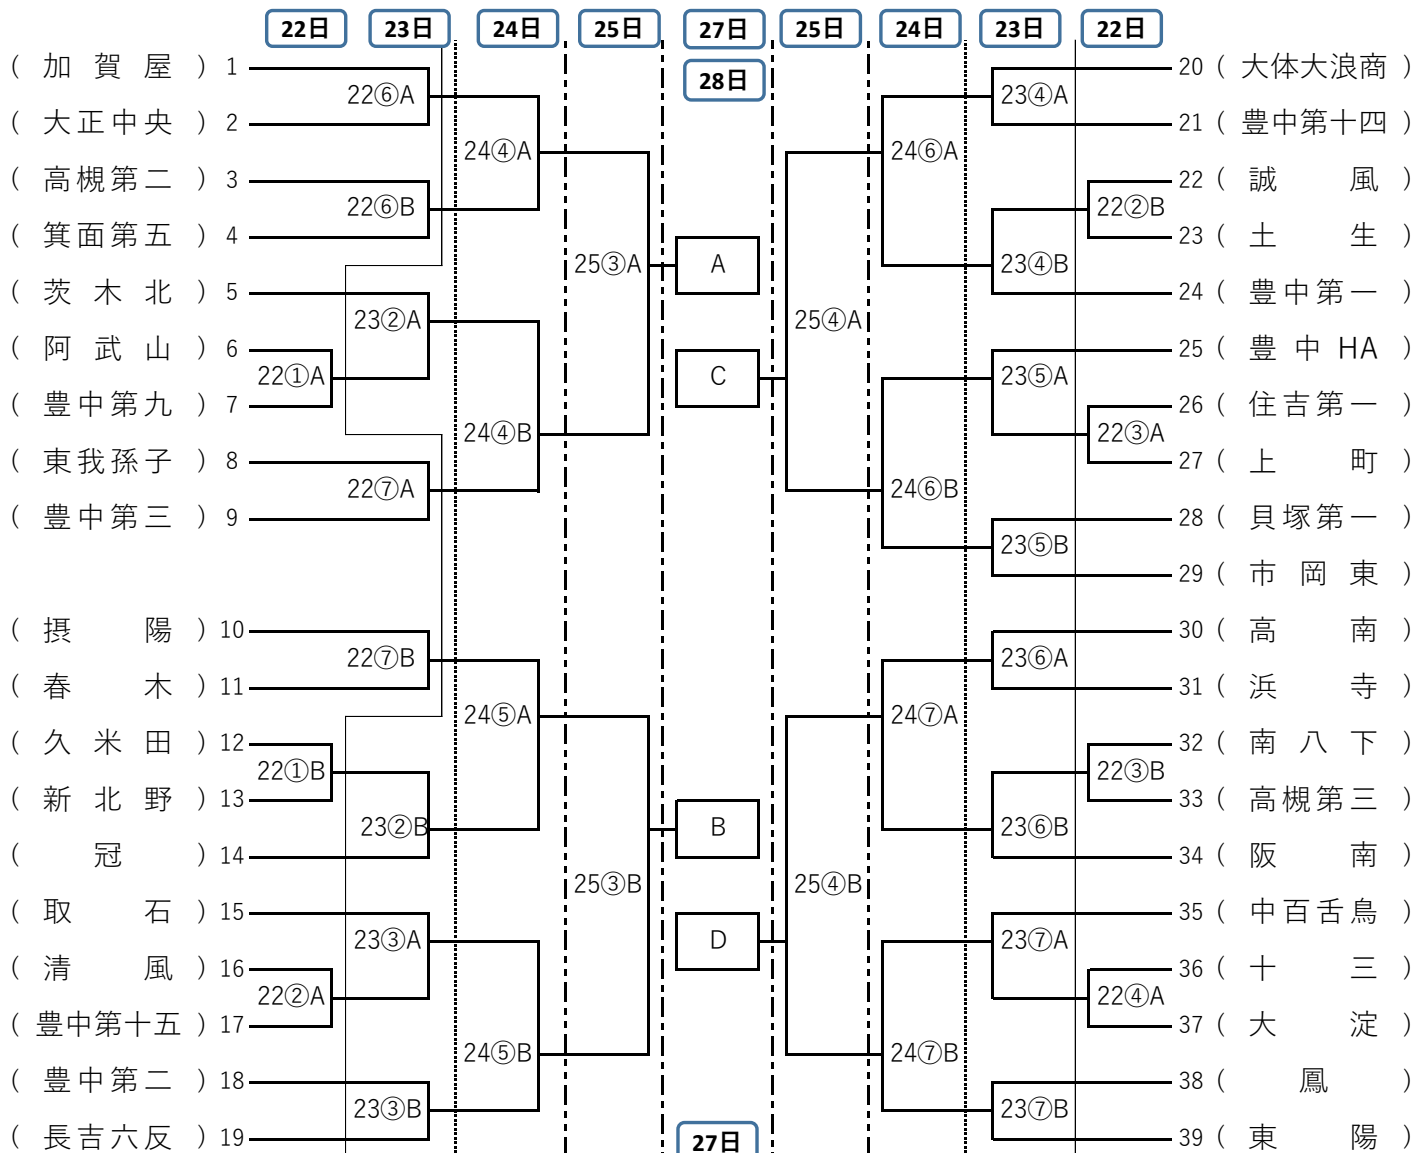 22日 23日 24日 25日 27日 25日 24日 23日 22日
28日
( 加賀屋 ) 1
22⑥A
( 大正中央 ) 2
24④A
( 高槻第二 ) 3
22⑥B
( 箕面第五 ) 4
25③A
( 茨木北 ) 5
23②A
( 阿武山 ) 6
22①A
( 豊中第九 ) 7
24④B
( 東我孫子 ) 8
22⑦A
( 豊中第三 ) 9
( 摂陽 ) 10
22⑦B
( 春木 ) 11
24⑤A
( 久米田 ) 12
22①B
( 新北野 ) 13
23②B
( 冠 ) 14
25③B
( 取石 ) 15
23③A
( 清風 ) 16
22②A
( 豊中第十五 ) 17
24⑤B
( 豊中第二 ) 18
23③B
( 長吉六反 ) 19
A
C
B
D
27日
20 ( 大体大浪商 )
23④A
21 ( 豊中第十四 )
24⑥A
22 ( 誠風 )
22②B
23 ( 土生 )
23④B
24 ( 豊中第一 )
25④A
25 ( 豊中HA )
23⑤A
26 ( 住吉第一 )
22③A
27 ( 上町 )
24⑥B
28 ( 貝塚第一 )
23⑤B
29 ( 市岡東 )
30 ( 高南 )
23⑥A
31 ( 浜寺 )
24⑦A
32 ( 南八下 )
22③B
33 ( 高槻第三 )
23⑥B
34 ( 阪南 )
25④B
35 ( 中百舌鳥 )
23⑦A
36 ( 十三 )
22④A
37 ( 大淀 )
24⑦B
38 ( 鳳 )
23⑦B
39 ( 東陽 )